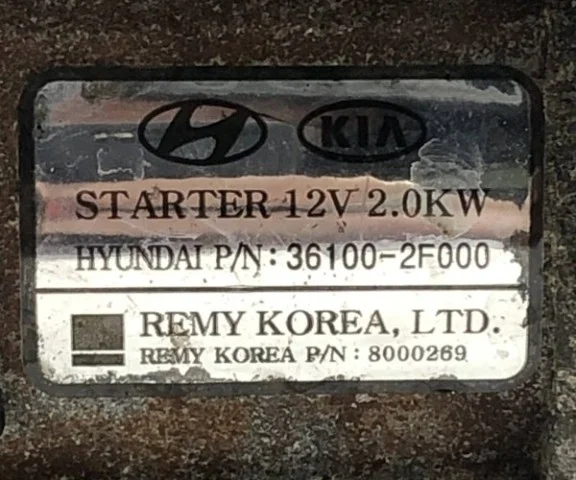 KIA
STARTER 12V 2.0KW
HYUNDAI P/N : 36100-2F000
REMY KOREA, LTD.
REMY KOREA P/N : 8000269